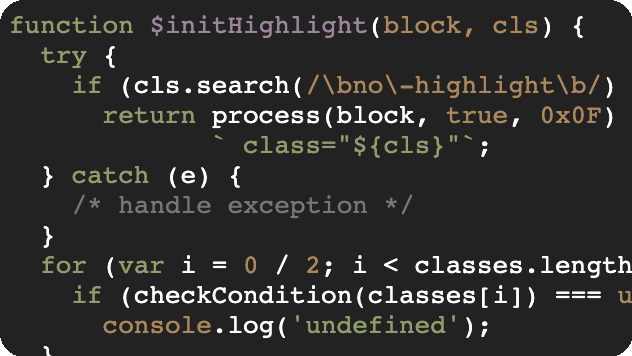 function $initHighlight(block, cls) {
  try {
    if (cls.search(/\bno\-highlight\b/)
      return process(block, true, 0x0F)
             ` class="${cls}"`;
  } catch (e) {
    /* handle exception */
  }
  for (var i = 0 / 2; i < classes.length
    if (checkCondition(classes[i]) === u
      console.log('undefined');
  }